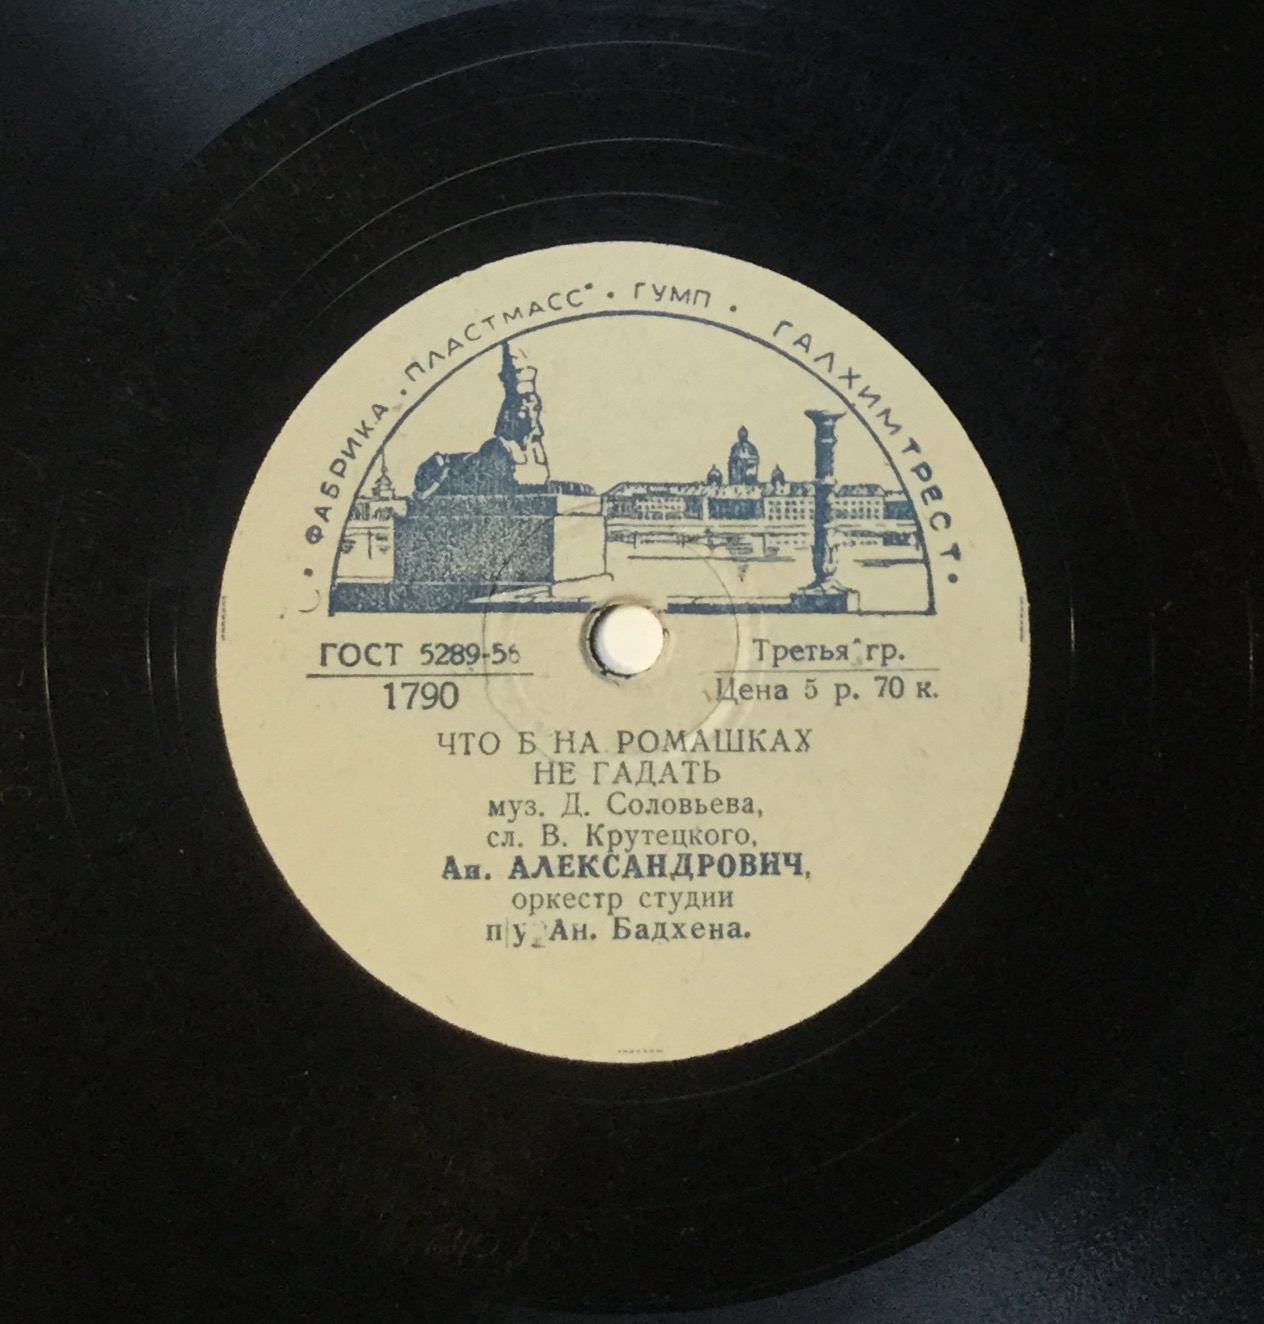 • ФАБРИКА „ПЛАСТМАСС" • ГУМП • ГАЛХИМТРЕСТ •
ГОСТ 5289-56
1790
Третья гр.
Цена 5 р. 70 к.
ЧТО Б НА РОМАШКАХ
НЕ ГАДАТЬ
муз. Д. Соловьева,
сл. В. Крутецкого,
Ан. АЛЕКСАНДРОВИЧ,
оркестр студии
п/у Ан. Бадхена.